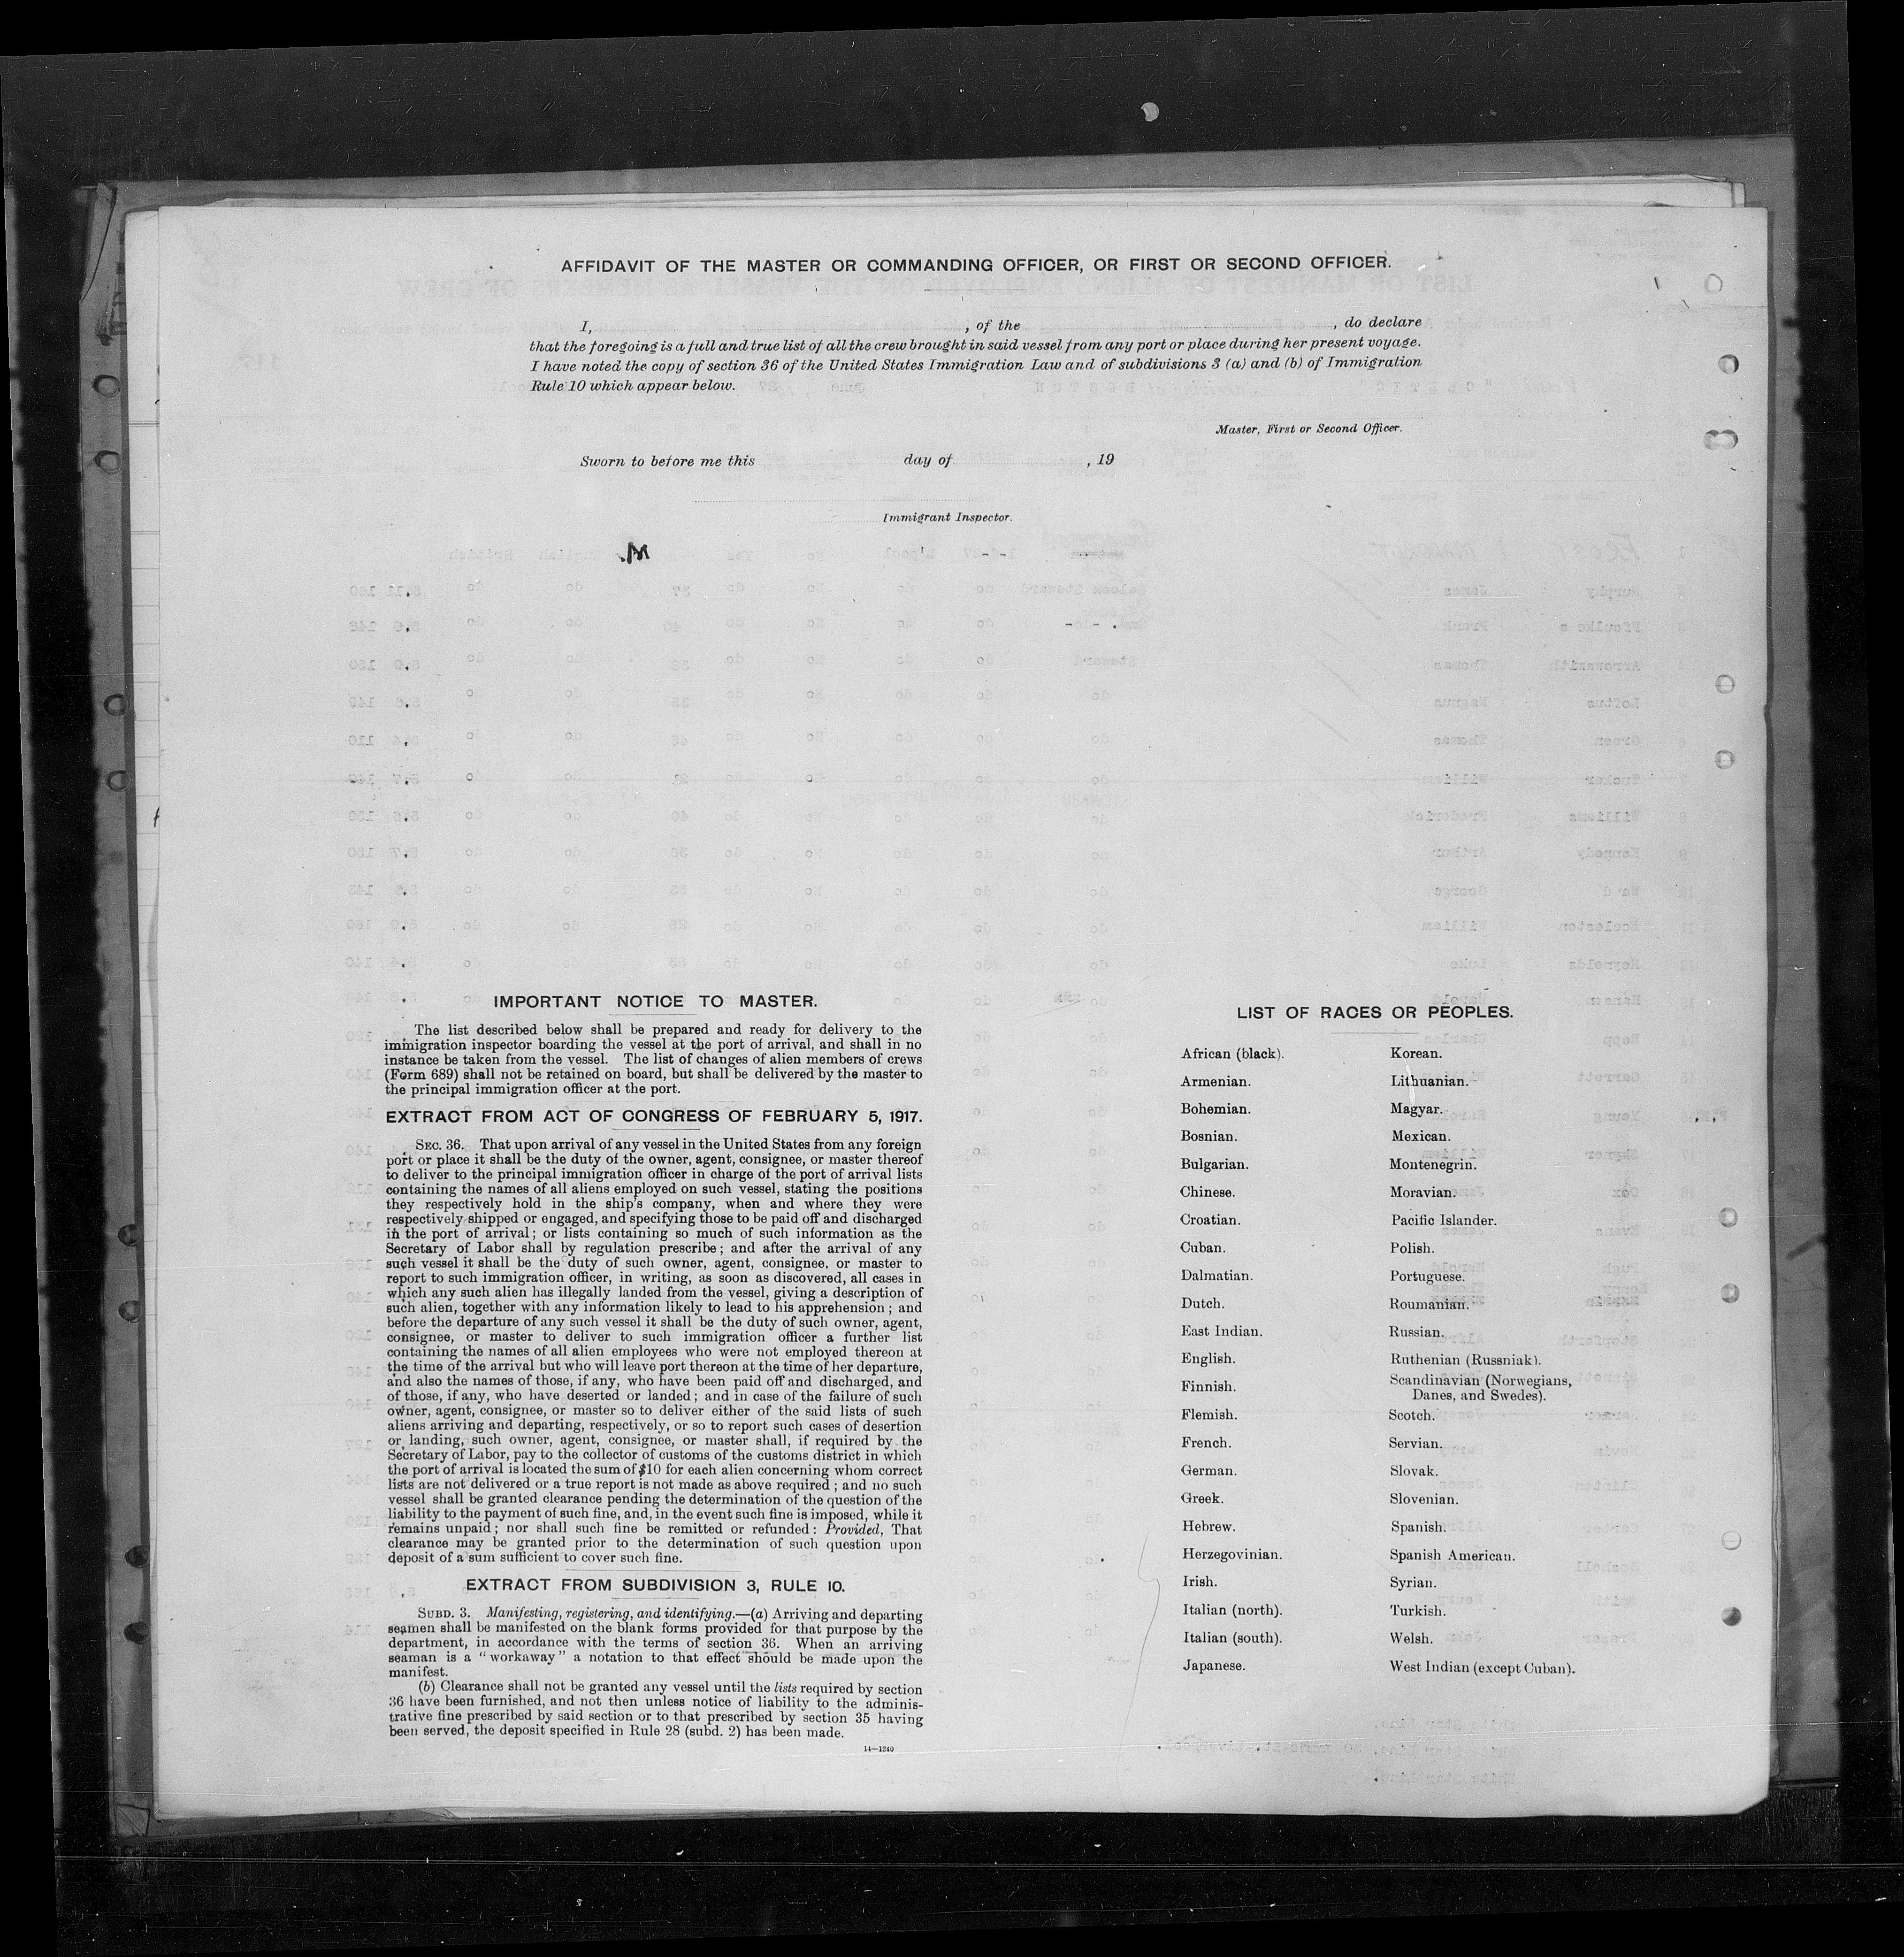 AFFIDAVIT OF THE MASTER OR COMMANDING OFFICER, OR FIRST OR SECOND OFFICER.
I, , of the , do declare
that the foregoing is a full and true list of all the crew brought in said vessel from any port or place during her present voyage.
I have noted the copy of section 36 of the United States Immigration Law and of subdivisions 3 (a) and (b) of Immigration
Rule 10 which appear below.
Master, First or Second Officer.
Sworn to before me this day of , 19
Immigrant Inspector.
IMPORTANT NOTICE TO MASTER.
The list described below shall be prepared and ready for delivery to the
immigration inspector boarding the vessel at the port of arrival, and shall in no
instance be taken from the vessel. The list of changes of alien members of crews
(Form 689) shall not be retained on board, but shall be delivered by the master to
the principal immigration officer at the port.
EXTRACT FROM ACT OF CONGRESS OF FEBRUARY 5, 1917.
SEC. 36. That upon arrival of any vessel in the United States from any foreign
port or place it shall be the duty of the owner, agent, consignee, or master thereof
to deliver to the principal immigration officer in charge of the port of arrival lists
containing the names of all aliens employed on such vessel, stating the positions
they respectively hold in the ship's company, when and where they were
respectively shipped or engaged, and specifying those to be paid off and discharged
in the port of arrival; or lists containing so much of such information as the
Secretary of Labor shall by regulation prescribe; and after the arrival of any
such vessel it shall be the duty of such owner, agent, consignee, or master to
report to such immigration officer, in writing, as soon as discovered, all cases in
which any such alien has illegally landed from the vessel, giving a description of
such alien, together with any information likely to lead to his apprehension; and
before the departure of any such vessel it shall be the duty of such owner, agent,
consignee, or master to deliver to such immigration officer a further list
containing the names of all alien employees who were not employed thereon at
the time of the arrival but who will leave port thereon at the time of her departure,
and also the names of those, if any, who have been paid off and discharged, and
of those, if any, who have deserted or landed; and in case of the failure of such
owner, agent, consignee, or master so to deliver either of the said lists of such
aliens arriving and departing, respectively, or so to report such cases of desertion
or landing, such owner, agent, consignee, or master shall, if required by the
Secretary of Labor, pay to the collector of customs of the customs district in which
the port of arrival is located the sum of $10 for each alien concerning whom correct
lists are not delivered or a true report is not made as above required; and no such
vessel shall be granted clearance pending the determination of the question of the
liability to the payment of such fine, and, in the event such fine is imposed, while it
remains unpaid; nor shall such fine be remitted or refunded: Provided, That
clearance may be granted prior to the determination of such question upon
deposit of a sum sufficient to cover such fine.
EXTRACT FROM SUBDIVISION 3, RULE 10.
SUBD. 3. Manifesting, registering, and identifying.—(a) Arriving and departing
seamen shall be manifested on the blank forms provided for that purpose by the
department, in accordance with the terms of section 36. When an arriving
seaman is a "workaway" a notation to that effect should be made upon the
manifest.
(b) Clearance shall not be granted any vessel until the lists required by section
36 have been furnished, and not then unless notice of liability to the adminis-
trative fine prescribed by said section or to that prescribed by section 35 having
been served, the deposit specified in Rule 28 (subd. 2) has been made.
14—1240
LIST OF RACES OR PEOPLES.
African (black).
Armenian.
Bohemian.
Bosnian.
Bulgarian.
Chinese.
Croatian.
Cuban.
Dalmatian.
Dutch.
East Indian.
English.
Finnish.
Flemish.
French.
German.
Greek.
Hebrew.
Herzegovinian.
Irish.
Italian (north).
Italian (south).
Japanese.
Korean.
Lithuanian.
Magyar.
Mexican.
Montenegrin.
Moravian.
Pacific Islander.
Polish.
Portuguese.
Roumanian.
Russian.
Ruthenian (Russniak).
Scandinavian (Norwegians,
Danes, and Swedes).
Scotch.
Servian.
Slovak.
Slovenian.
Spanish.
Spanish American.
Syrian.
Turkish.
Welsh.
West Indian (except Cuban).